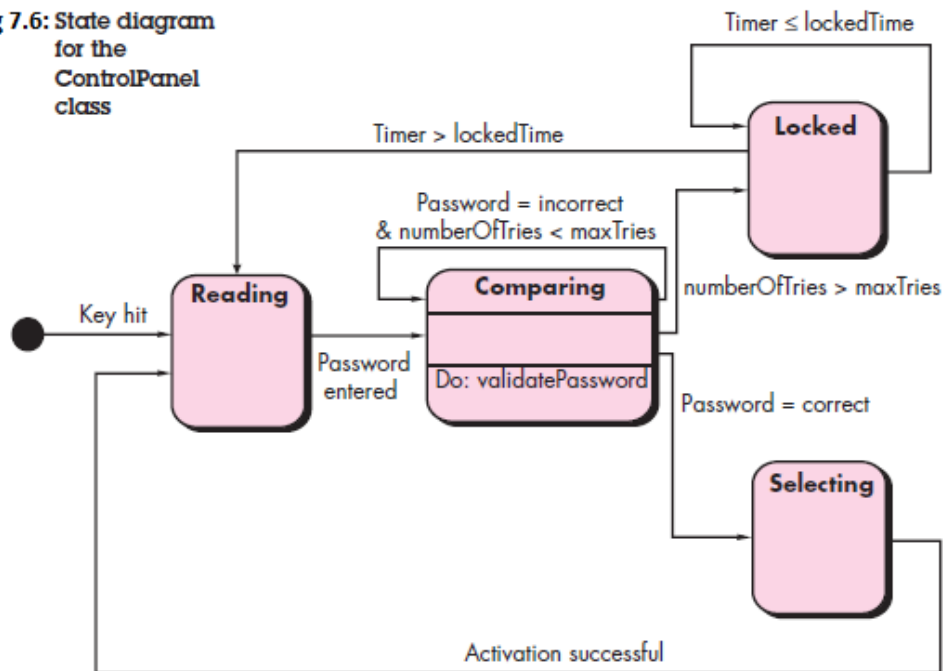 7.6: State diagram
for the
ControlPanel
class
Timer ≤ lockedTime
Locked
Timer > lockedTime
Password = incorrect
& numberOfTries < maxTries
Reading
Comparing
numberOfTries > maxTries
Key hit
Password
entered
Do: validatePassword
Password = correct
Selecting
Activation successful